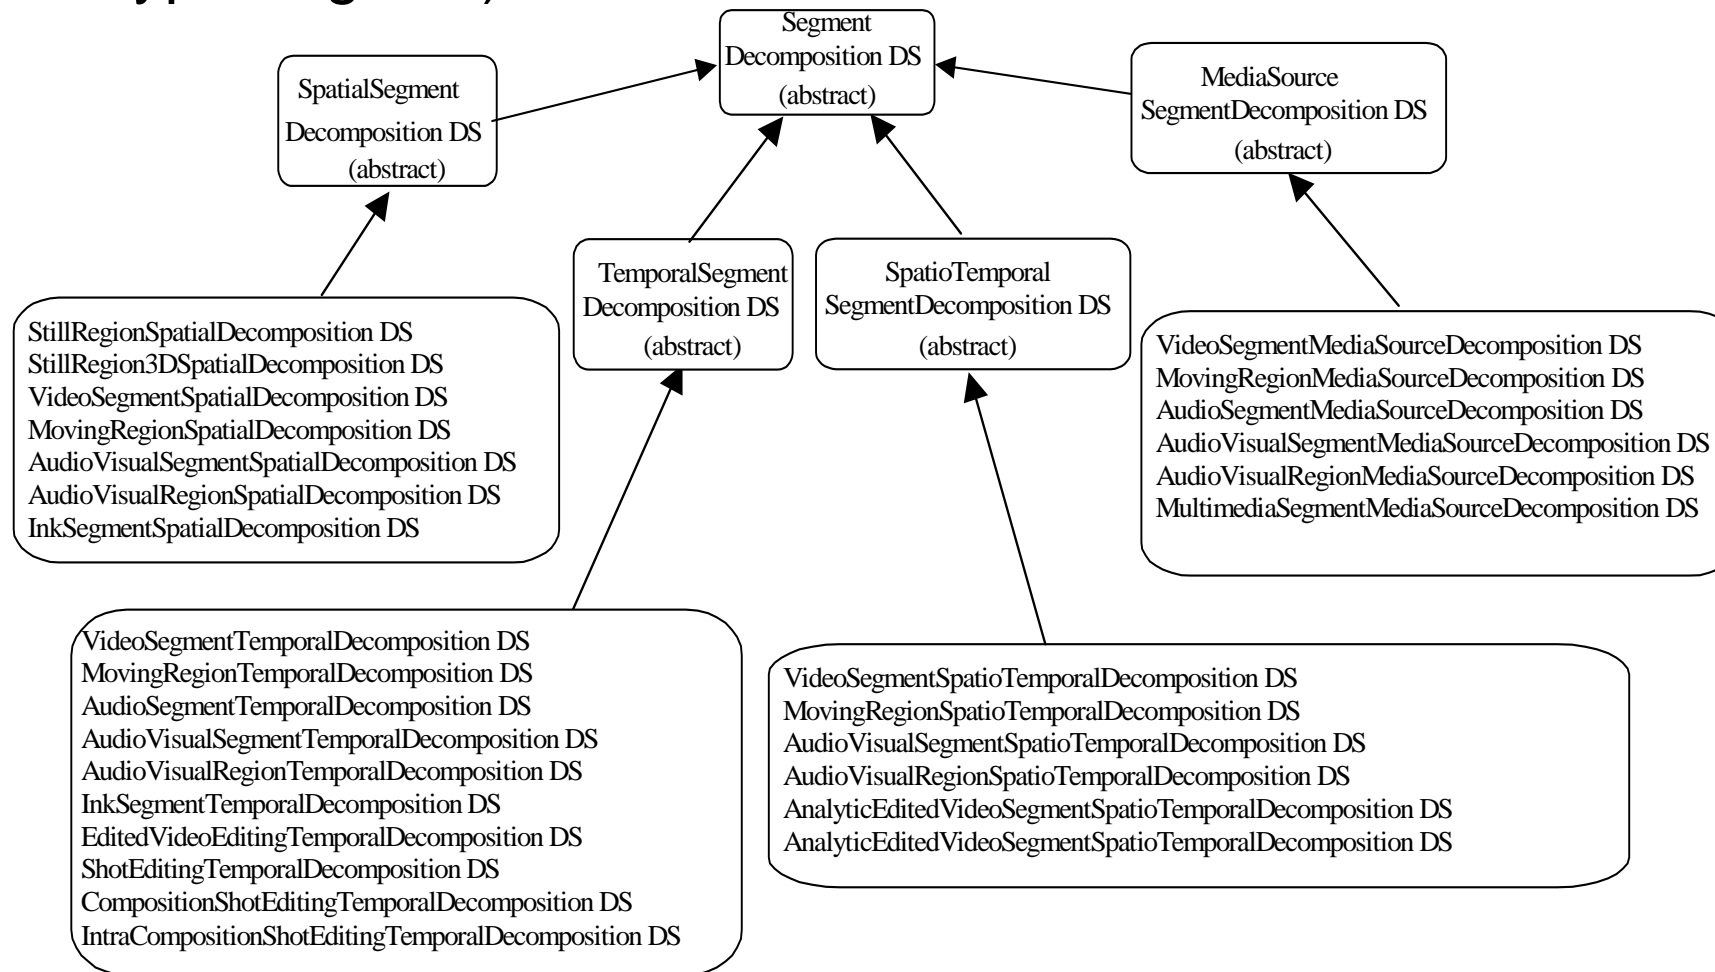 Segment
Decomposition DS
(abstract)
SpatialSegment
Decomposition DS
(abstract)
MediaSource
SegmentDecomposition DS
(abstract)
TemporalSegment
Decomposition DS
(abstract)
SpatioTemporal
SegmentDecomposition DS
(abstract)
StillRegionSpatialDecomposition DS
StillRegion3DSpatialDecomposition DS
VideoSegmentSpatialDecomposition DS
MovingRegionSpatialDecomposition DS
AudioVisualSegmentSpatialDecomposition DS
AudioVisualRegionSpatialDecomposition DS
InkSegmentSpatialDecomposition DS
VideoSegmentMediaSourceDecomposition DS
MovingRegionMediaSourceDecomposition DS
AudioSegmentMediaSourceDecomposition DS
AudioVisualSegmentMediaSourceDecomposition DS
AudioVisualRegionMediaSourceDecomposition DS
MultimediaSegmentMediaSourceDecomposition DS
VideoSegmentTemporalDecomposition DS
MovingRegionTemporalDecomposition DS
AudioSegmentTemporalDecomposition DS
AudioVisualSegmentTemporalDecomposition DS
AudioVisualRegionTemporalDecomposition DS
InkSegmentTemporalDecomposition DS
EditedVideoEditingTemporalDecomposition DS
ShotEditingTemporalDecomposition DS
CompositionShotEditingTemporalDecomposition DS
IntraCompositionShotEditingTemporalDecomposition DS
VideoSegmentSpatioTemporalDecomposition DS
MovingRegionSpatioTemporalDecomposition DS
AudioVisualSegmentSpatioTemporalDecomposition DS
AudioVisualRegionSpatioTemporalDecomposition DS
AnalyticEditedVideoSegmentSpatioTemporalDecomposition DS
AnalyticEditedVideoSegmentSpatioTemporalDecomposition DS